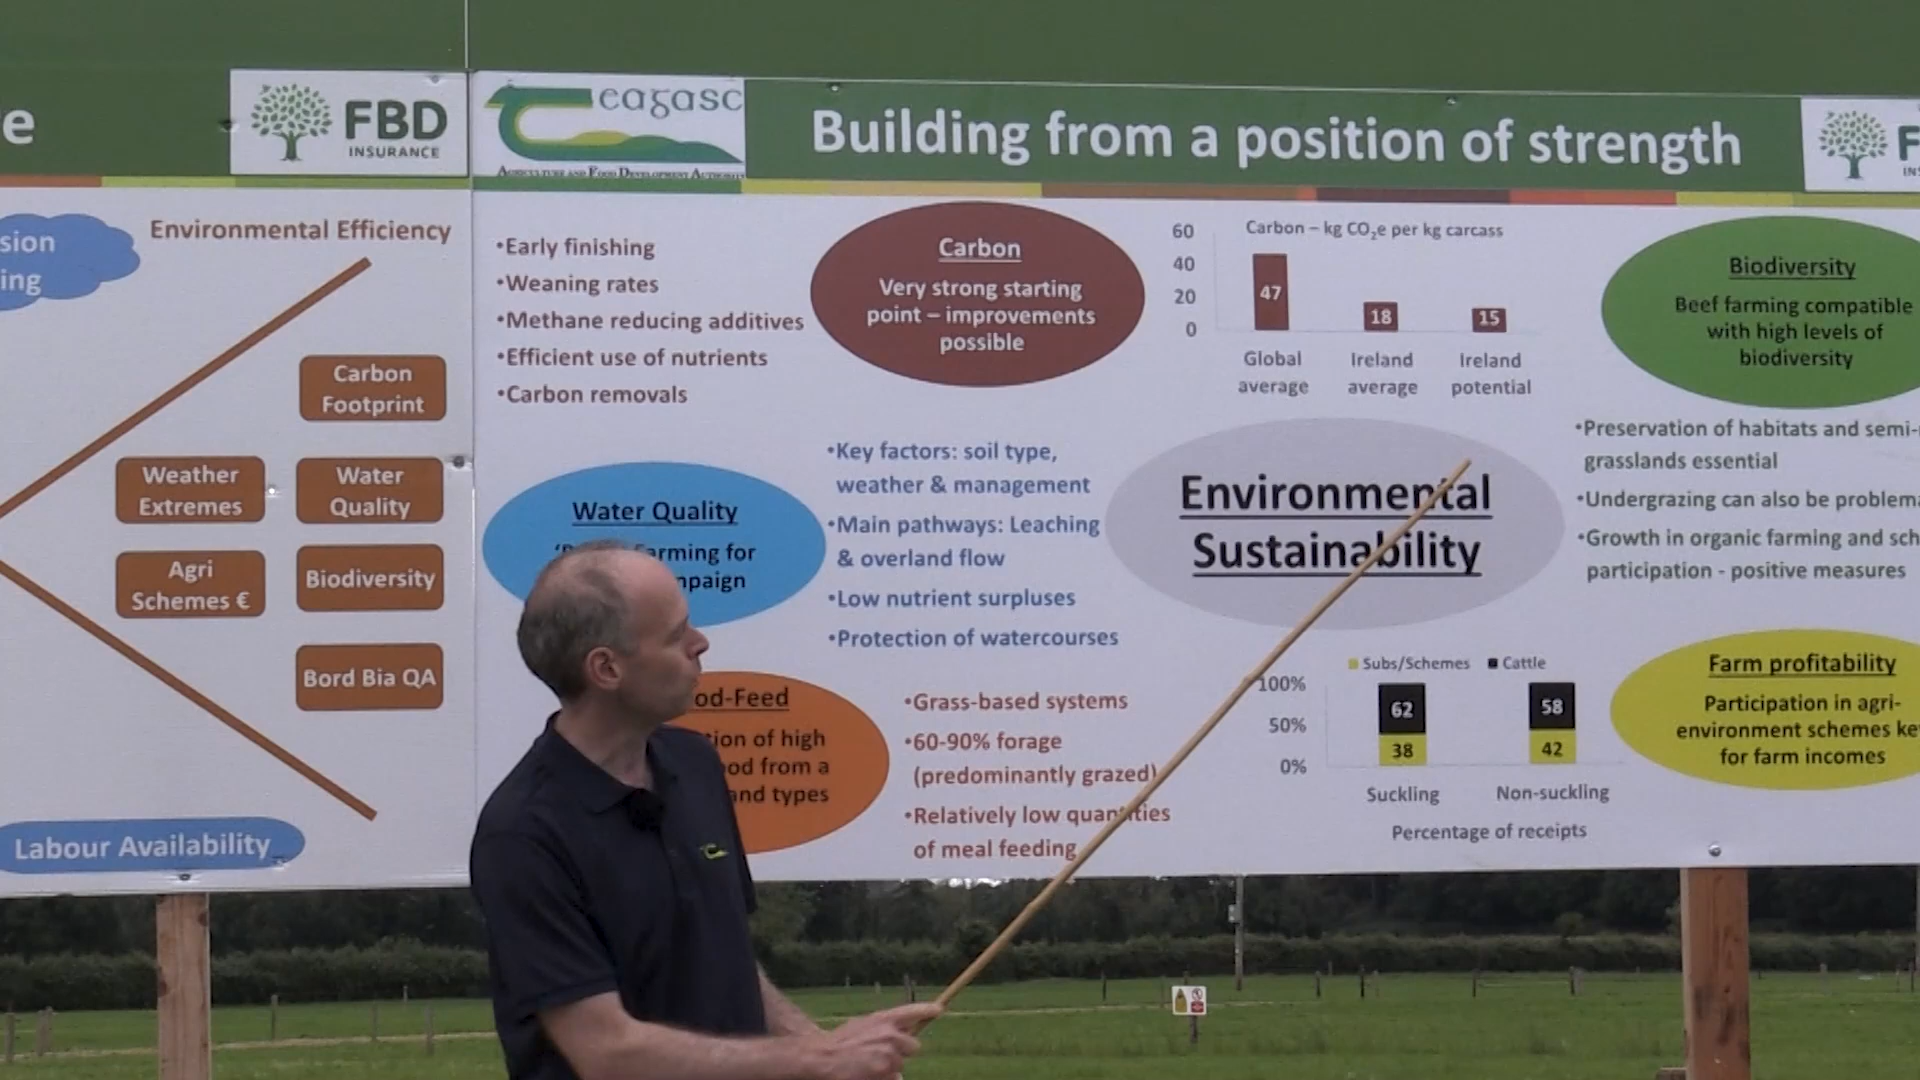 e
FBD
INSURANCE
Environmental Efficiency
sion
ing
Carbon
Footprint
Weather
Extremes
Water
Quality
Agri
Schemes €
Biodiversity
Bord Bia QA
Labour Availability
eagasc
AGRICULTURE AND FOOD DEVELOPMENT AUTHORITY
Building from a position of strength
F
INS
•Early finishing
•Weaning rates
•Methane reducing additives
•Efficient use of nutrients
•Carbon removals
Carbon
Very strong starting
point – improvements
possible
Carbon – kg CO₂e per kg carcass
60
40
20
0
47
18
15
Global
average
Ireland
average
Ireland
potential
Biodiversity
Beef farming compatible
with high levels of
biodiversity
•Preservation of habitats and semi-
grasslands essential
•Undergrazing can also be problema
•Growth in organic farming and sch
participation - positive measures
Water Quality
arming for
paign
•Key factors: soil type,
weather & management
•Main pathways: Leaching
& overland flow
•Low nutrient surpluses
•Protection of watercourses
Environmental
Sustainability
od-Feed
tion of high
od from a
and types
•Grass-based systems
•60-90% forage
(predominantly grazed)
•Relatively low quantities
of meal feeding
Subs/Schemes
Cattle
100%
50%
0%
62
38
58
42
Suckling
Non-suckling
Percentage of receipts
Farm profitability
Participation in agri-
environment schemes ke
for farm incomes